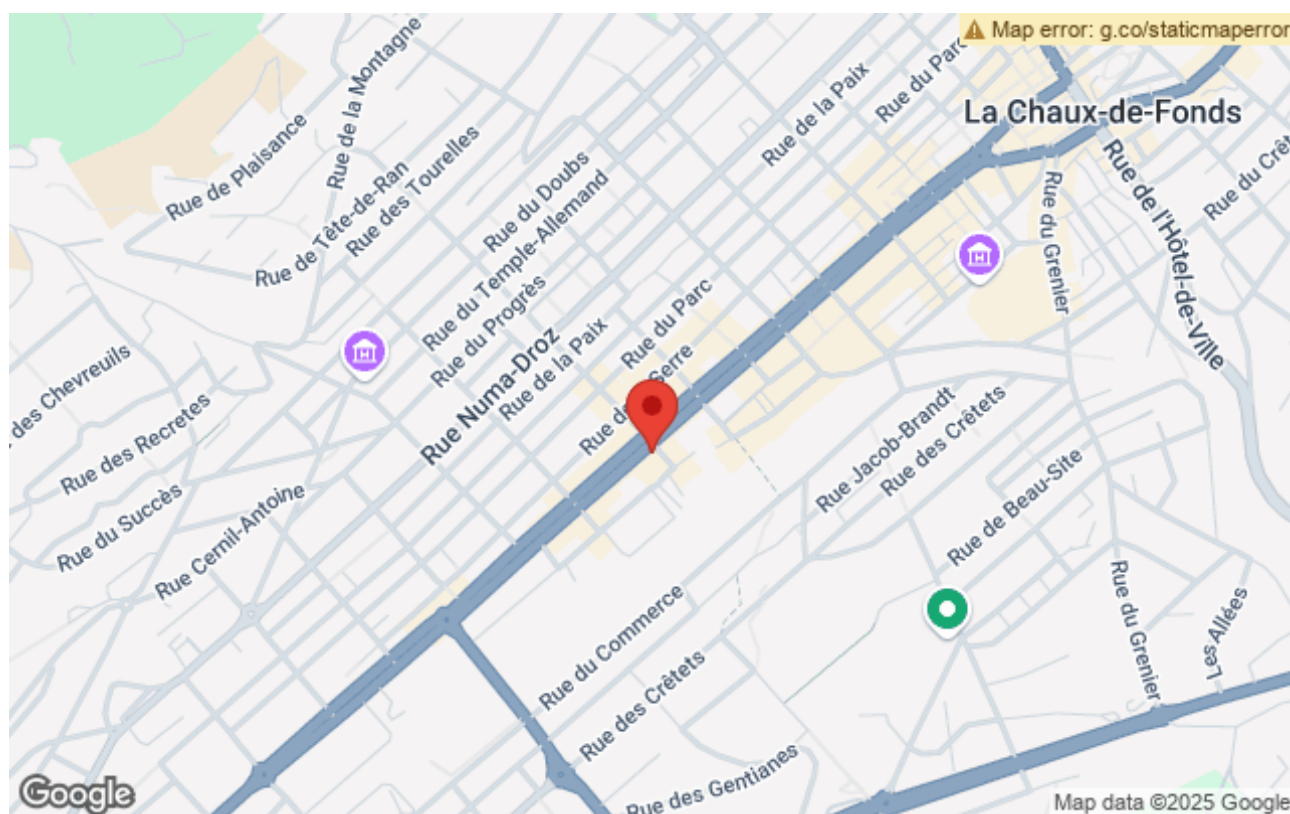 Map error: g.co/staticmaperror
La Chaux-de-Fonds
Rue de la Montagne
Rue de Plaisance
Rue de Tête-de-Ran
Rue des Tourelles
Rue du Doubs
Rue du Temple-Allemand
Rue du Progrès
Rue de la Paix
Rue du Parc
Rue de la Paix
Rue du Parc
Rue Numa-Droz
Rue de
Serre
Rue du Grenier
Rue de l'Hôtel-de-Ville
Rue du Crêt
des Chevreuils
Rue des Recretes
Rue du Succès
Rue Cernil-Antoine
Rue Jacob-Brandt
Rue des Crêtets
Rue de Beau-Site
Rue du Commerce
Rue des Crêtets
Rue des Gentianes
Rue du Grenier
Les Allées
Google
Map data ©2025 Google